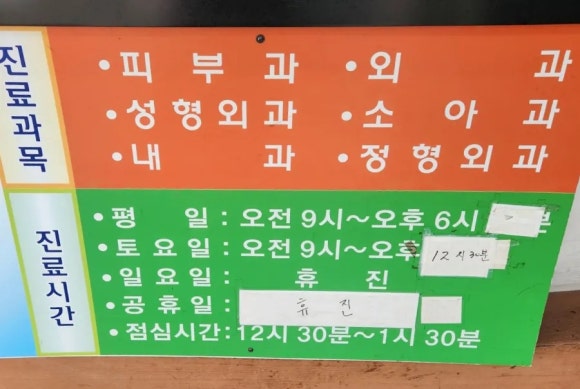 진료과목
• 피부과 • 외과
• 성형외과 • 소아과
• 내과 • 정형외과
진료시간
• 평일 : 오전 9시~오후 6시
• 토요일 : 오전 9시~오후 12시30분
• 일요일 : 휴진
• 공휴일 : 휴진
• 점심시간 : 12시 30분~1시 30분